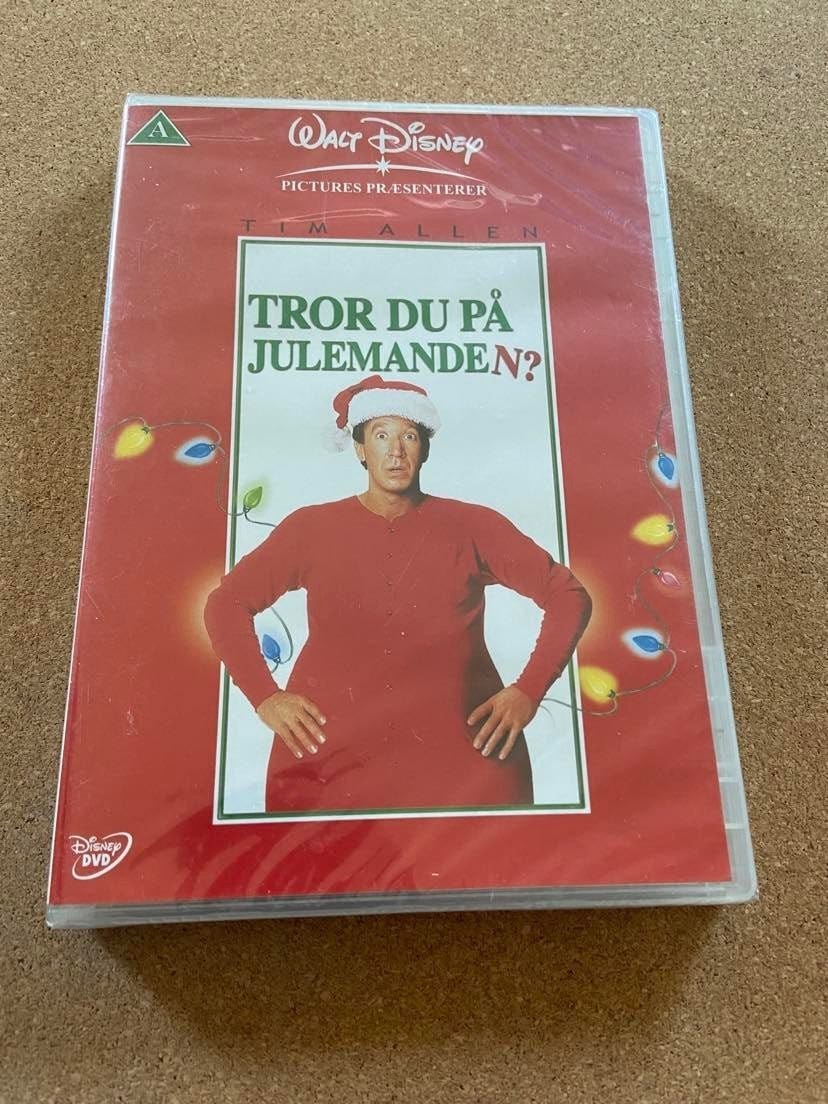 A
WALT DISNEY
PICTURES PRÆSENTERER
TIM ALLEN
TROR DU PÅ
JULEMANDEN?
DISNEY
DVD